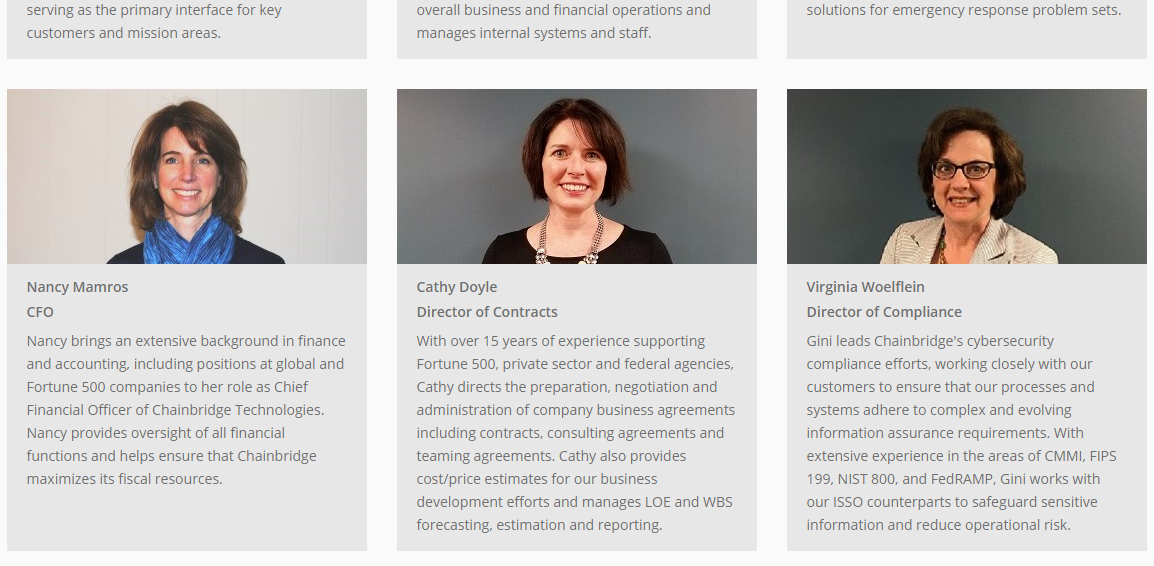 serving as the primary interface for key
customers and mission areas.
overall business and financial operations and
manages internal systems and staff.
solutions for emergency response problem sets.
Nancy Mamros
CFO
Nancy brings an extensive background in finance
and accounting, including positions at global and
Fortune 500 companies to her role as Chief
Financial Officer of Chainbridge Technologies.
Nancy provides oversight of all financial
functions and helps ensure that Chainbridge
maximizes its fiscal resources.
Cathy Doyle
Director of Contracts
With over 15 years of experience supporting
Fortune 500, private sector and federal agencies,
Cathy directs the preparation, negotiation and
administration of company business agreements
including contracts, consulting agreements and
teaming agreements. Cathy also provides
cost/price estimates for our business
development efforts and manages LOE and WBS
forecasting, estimation and reporting.
Virginia Woelflein
Director of Compliance
Gini leads Chainbridge's cybersecurity
compliance efforts, working closely with our
customers to ensure that our processes and
systems adhere to complex and evolving
information assurance requirements. With
extensive experience in the areas of CMMI, FIPS
199, NIST 800, and FedRAMP, Gini works with
our ISSO counterparts to safeguard sensitive
information and reduce operational risk.